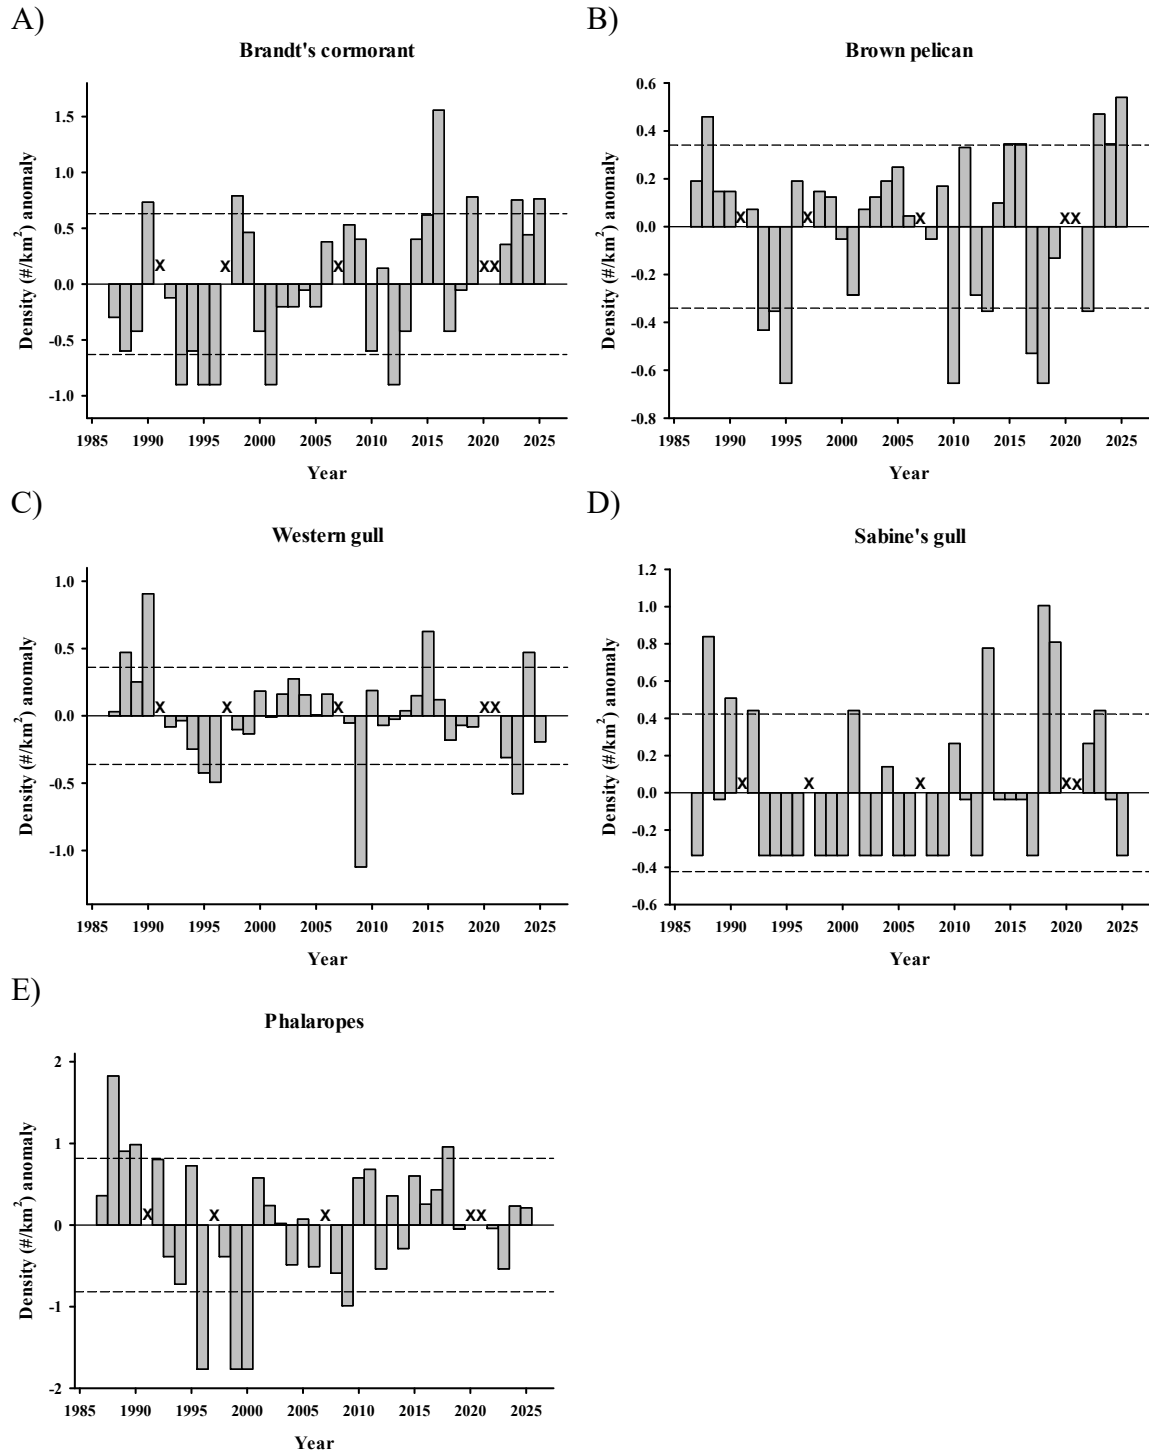 A)
Brandt's cormorant
Density (#/km2) anomaly
1.5
1.0
0.5
0.0
-0.5
-1.0
X X X X X
1985 1990 1995 2000 2005 2010 2015 2020 2025
Year
B)
Brown pelican
Density (#/km2) anomaly
0.6
0.4
0.2
0.0
-0.2
-0.4
-0.6
-0.8
X X X X X
1985 1990 1995 2000 2005 2010 2015 2020 2025
Year
C)
Western gull
Density (#/km2) anomaly
1.0
0.5
0.0
-0.5
-1.0
X X X X X
1985 1990 1995 2000 2005 2010 2015 2020 2025
Year
D)
Sabine's gull
Density (#/km2) anomaly
1.2
1.0
0.8
0.6
0.4
0.2
0.0
-0.2
-0.4
-0.6
X X X X X
1985 1990 1995 2000 2005 2010 2015 2020 2025
Year
E)
Phalaropes
Density (#/km2) anomaly
2
1
0
-1
-2
X X X X X
1985 1990 1995 2000 2005 2010 2015 2020 2025
Year